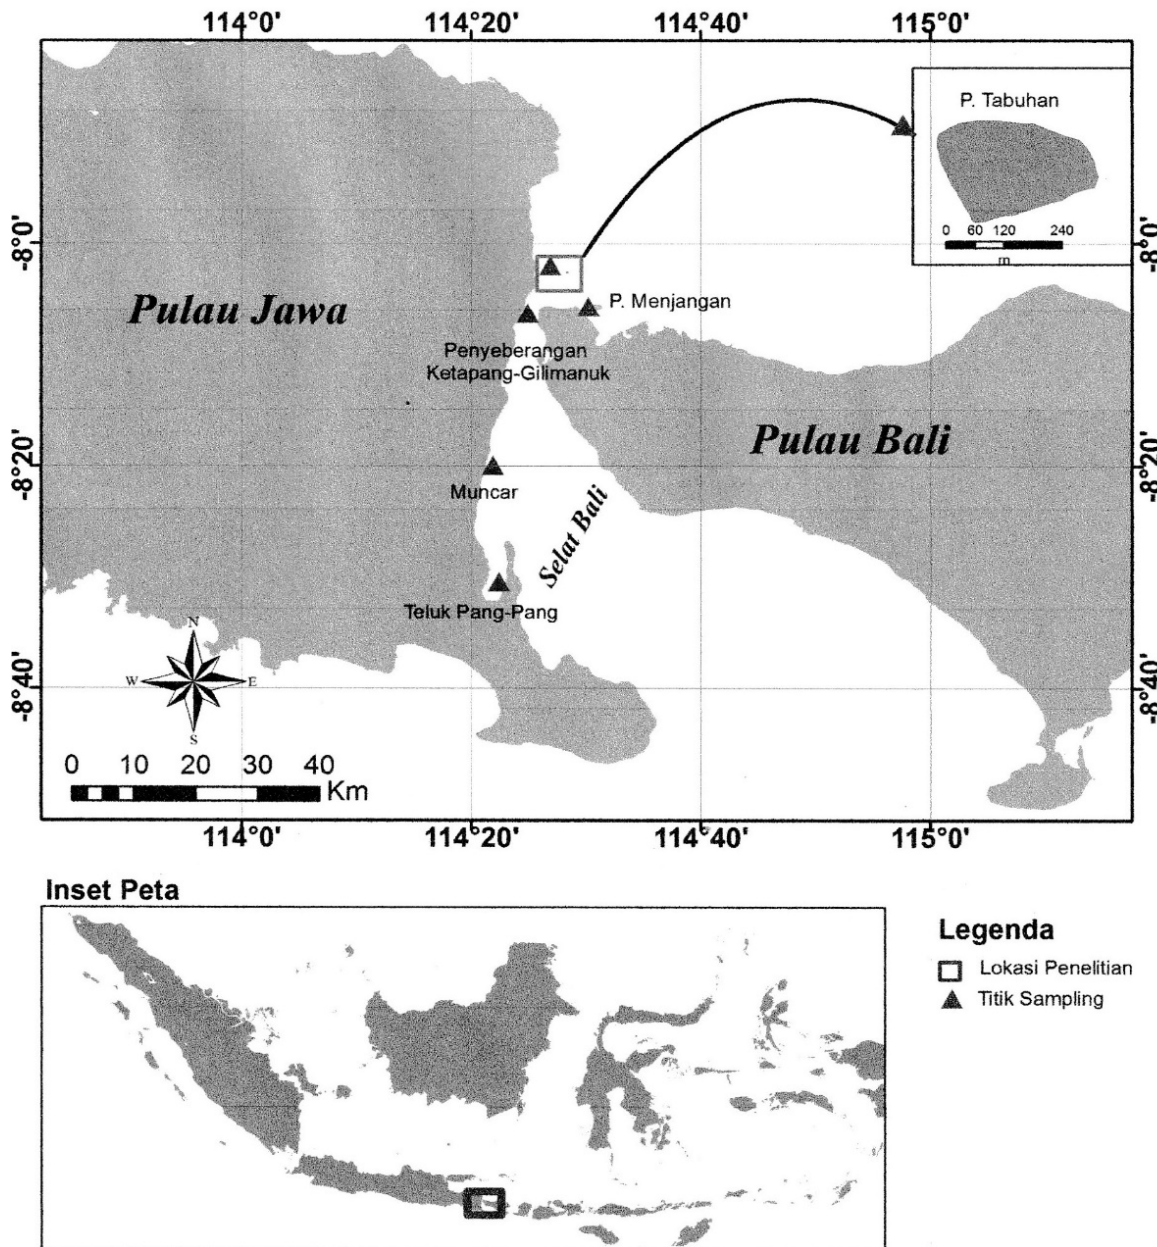 114°0' 114°20' 114°40' 115°0'
P. Tabuhan
0 60 120 240
m
-8°0' -8°0'
Pulau Jawa
P. Menjangan
Penyeberangan
Ketapang-Gilimanuk
Pulau Bali
-8°20' -8°20'
Muncar
Selat Bali
Teluk Pang-Pang
N
W E
S
-8°40' -8°40'
0 10 20 30 40
Km
114°0' 114°20' 114°40' 115°0'
Inset Peta
Legenda
Lokasi Penelitian
Titik Sampling